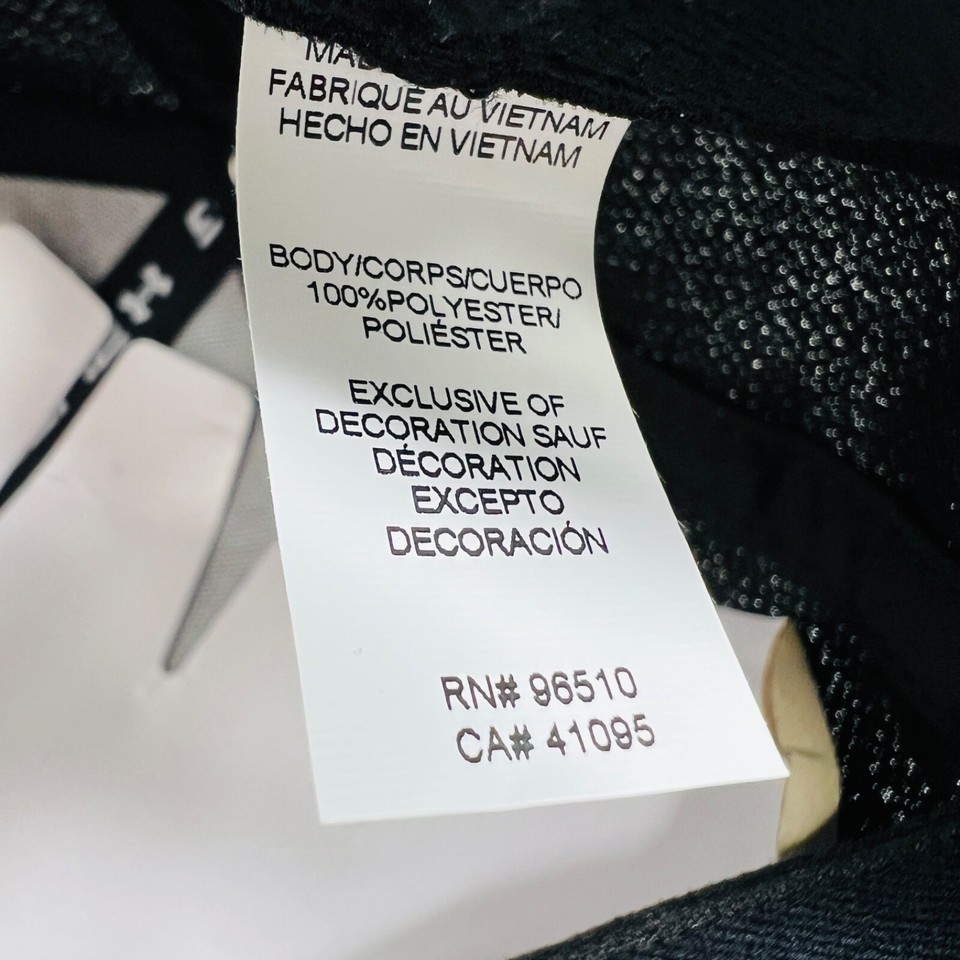 FABRIQUÉ AU VIETNAM
HECHO EN VIETNAM
BODY/CORPS/CUERPO
100%POLYESTER/
POLIÉSTER
EXCLUSIVE OF
DECORATION SAUF
DÉCORATION
EXCEPTO
DECORACIÓN
RN# 96510
CA# 41095